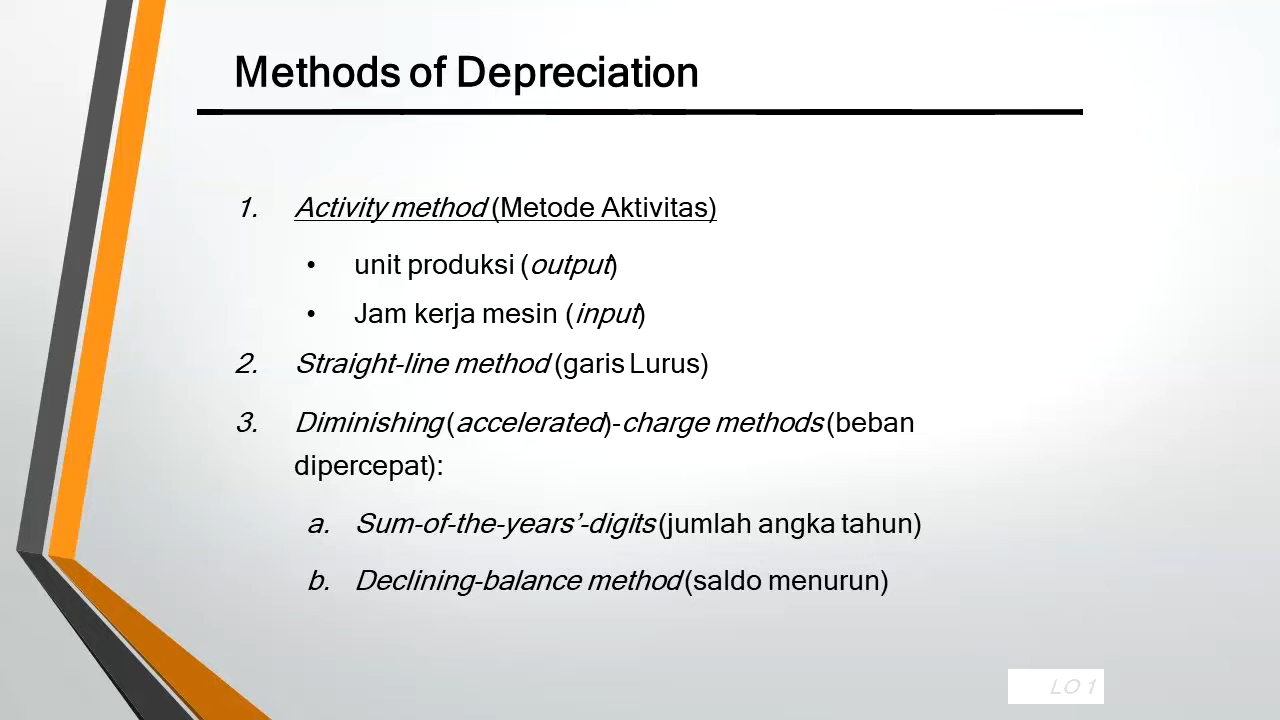 Methods of Depreciation
1. Activity method (Metode Aktivitas)
• unit produksi (output)
• Jam kerja mesin (input)
2. Straight-line method (garis Lurus)
3. Diminishing (accelerated)-charge methods (beban
dipercepat):
a. Sum-of-the-years’-digits (jumlah angka tahun)
b. Declining-balance method (saldo menurun)
LO 1